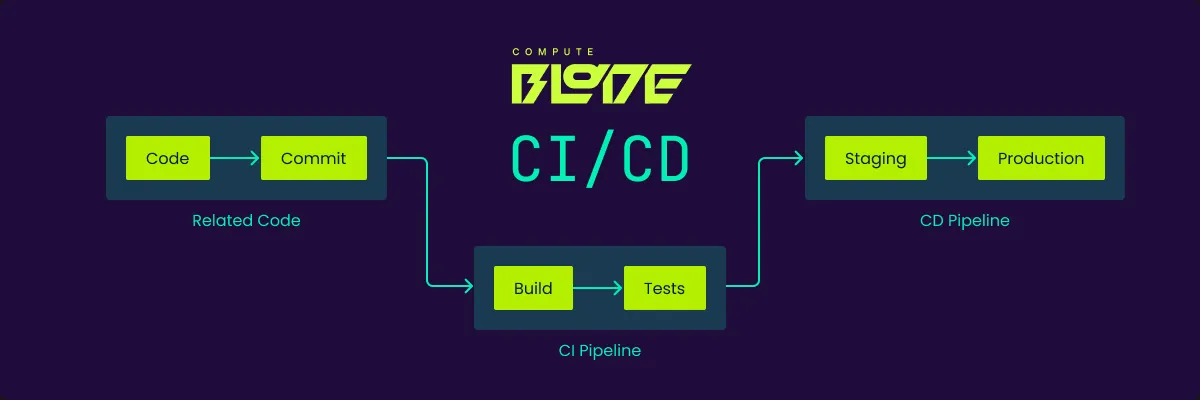 COMPUTE
BLADE
CI/CD
Code
Commit
Related Code
Build
Tests
CI Pipeline
Staging
Production
CD Pipeline